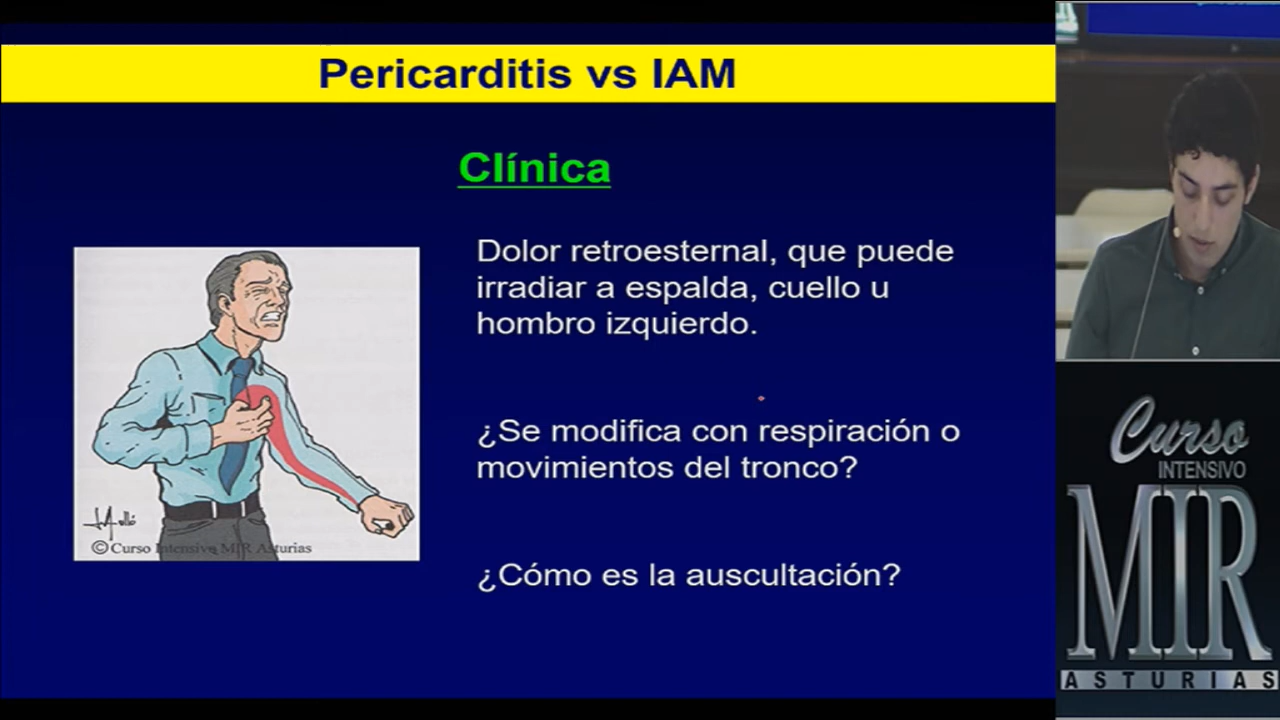 Pericarditis vs IAM
Clínica
Dolor retroesternal, que puede
irradiar a espalda, cuello u
hombro izquierdo.
¿Se modifica con respiración o
movimientos del tronco?
¿Cómo es la auscultación?
©Curso Intensivo MIR Asturias
Curso
INTENSIVO
MIR
ASTURIAS